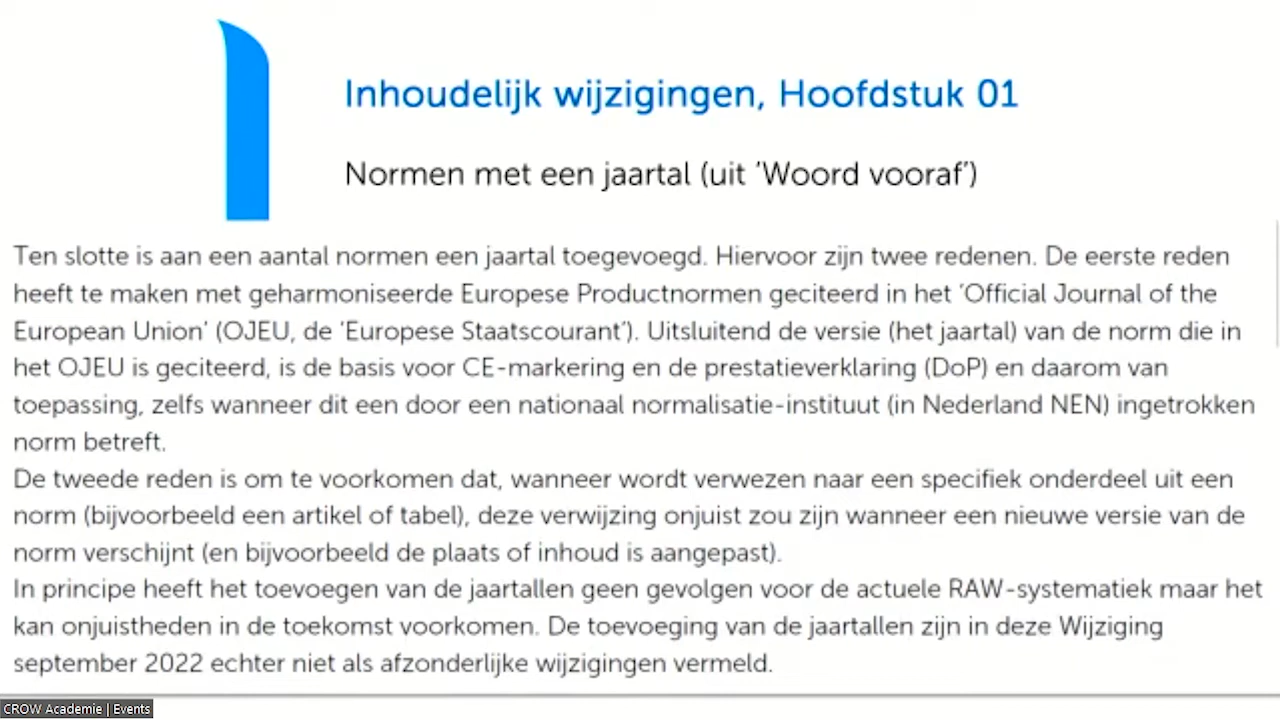 Inhoudelijk wijzigingen, Hoofdstuk 01
Normen met een jaartal (uit ‘Woord vooraf’)
Ten slotte is aan een aantal normen een jaartal toegevoegd. Hiervoor zijn twee redenen. De eerste reden
heeft te maken met geharmoniseerde Europese Productnormen geciteerd in het ‘Official Journal of the
European Union’ (OJEU, de ‘Europese Staatscourant’). Uitsluitend de versie (het jaartal) van de norm die in
het OJEU is geciteerd, is de basis voor CE-markering en de prestatieverklaring (DoP) en daarom van
toepassing, zelfs wanneer dit een door een nationaal normalisatie-instituut (in Nederland NEN) ingetrokken
norm betreft.
De tweede reden is om te voorkomen dat, wanneer wordt verwezen naar een specifiek onderdeel uit een
norm (bijvoorbeeld een artikel of tabel), deze verwijzing onjuist zou zijn wanneer een nieuwe versie van de
norm verschijnt (en bijvoorbeeld de plaats of inhoud is aangepast).
In principe heeft het toevoegen van de jaartallen geen gevolgen voor de actuele RAW-systematiek maar het
kan onjuistheden in de toekomst voorkomen. De toevoeging van de jaartallen zijn in deze Wijziging
september 2022 echter niet als afzonderlijke wijzigingen vermeld.
CROW Academie | Events